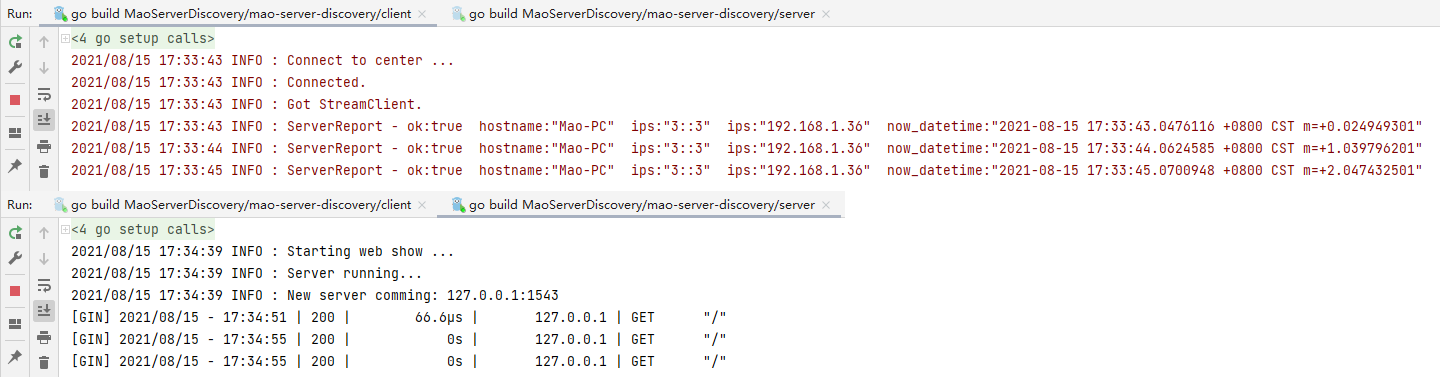 Run: go build MaoServerDiscovery/mao-server-discovery/client × go build MaoServerDiscovery/mao-server-discovery/server ×
<4 go setup calls>
2021/08/15 17:33:43 INFO : Connect to center ...
2021/08/15 17:33:43 INFO : Connected.
2021/08/15 17:33:43 INFO : Got StreamClient.
2021/08/15 17:33:43 INFO : ServerReport - ok:true  hostname:"Mao-PC"  ips:"3::3"  ips:"192.168.1.36"  now_datetime:"2021-08-15 17:33:43.0476116 +0800 CST m=+0.024949301"
2021/08/15 17:33:44 INFO : ServerReport - ok:true  hostname:"Mao-PC"  ips:"3::3"  ips:"192.168.1.36"  now_datetime:"2021-08-15 17:33:44.0624585 +0800 CST m=+1.039796201"
2021/08/15 17:33:45 INFO : ServerReport - ok:true  hostname:"Mao-PC"  ips:"3::3"  ips:"192.168.1.36"  now_datetime:"2021-08-15 17:33:45.0700948 +0800 CST m=+2.047432501"
Run: go build MaoServerDiscovery/mao-server-discovery/client × go build MaoServerDiscovery/mao-server-discovery/server ×
<4 go setup calls>
2021/08/15 17:34:39 INFO : Starting web show ...
2021/08/15 17:34:39 INFO : Server running...
2021/08/15 17:34:39 INFO : New server comming: 127.0.0.1:1543
[GIN] 2021/08/15 - 17:34:51 | 200 |        66.6µs |       127.0.0.1 | GET      "/"
[GIN] 2021/08/15 - 17:34:55 | 200 |            0s |       127.0.0.1 | GET      "/"
[GIN] 2021/08/15 - 17:34:55 | 200 |            0s |       127.0.0.1 | GET      "/"